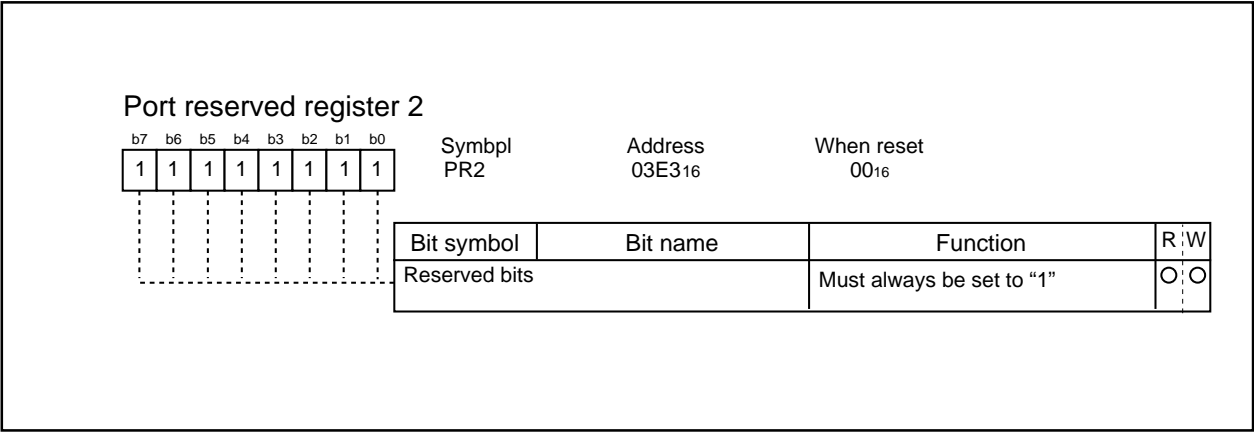 Port reserved register 2
b7 b6 b5 b4 b3 b2 b1 b0
1 1 1 1 1 1 1 1
Symbpl Address When reset
PR2 03E316 0016
Bit symbol Bit name Function R W
Reserved bits Must always be set to “1” O O